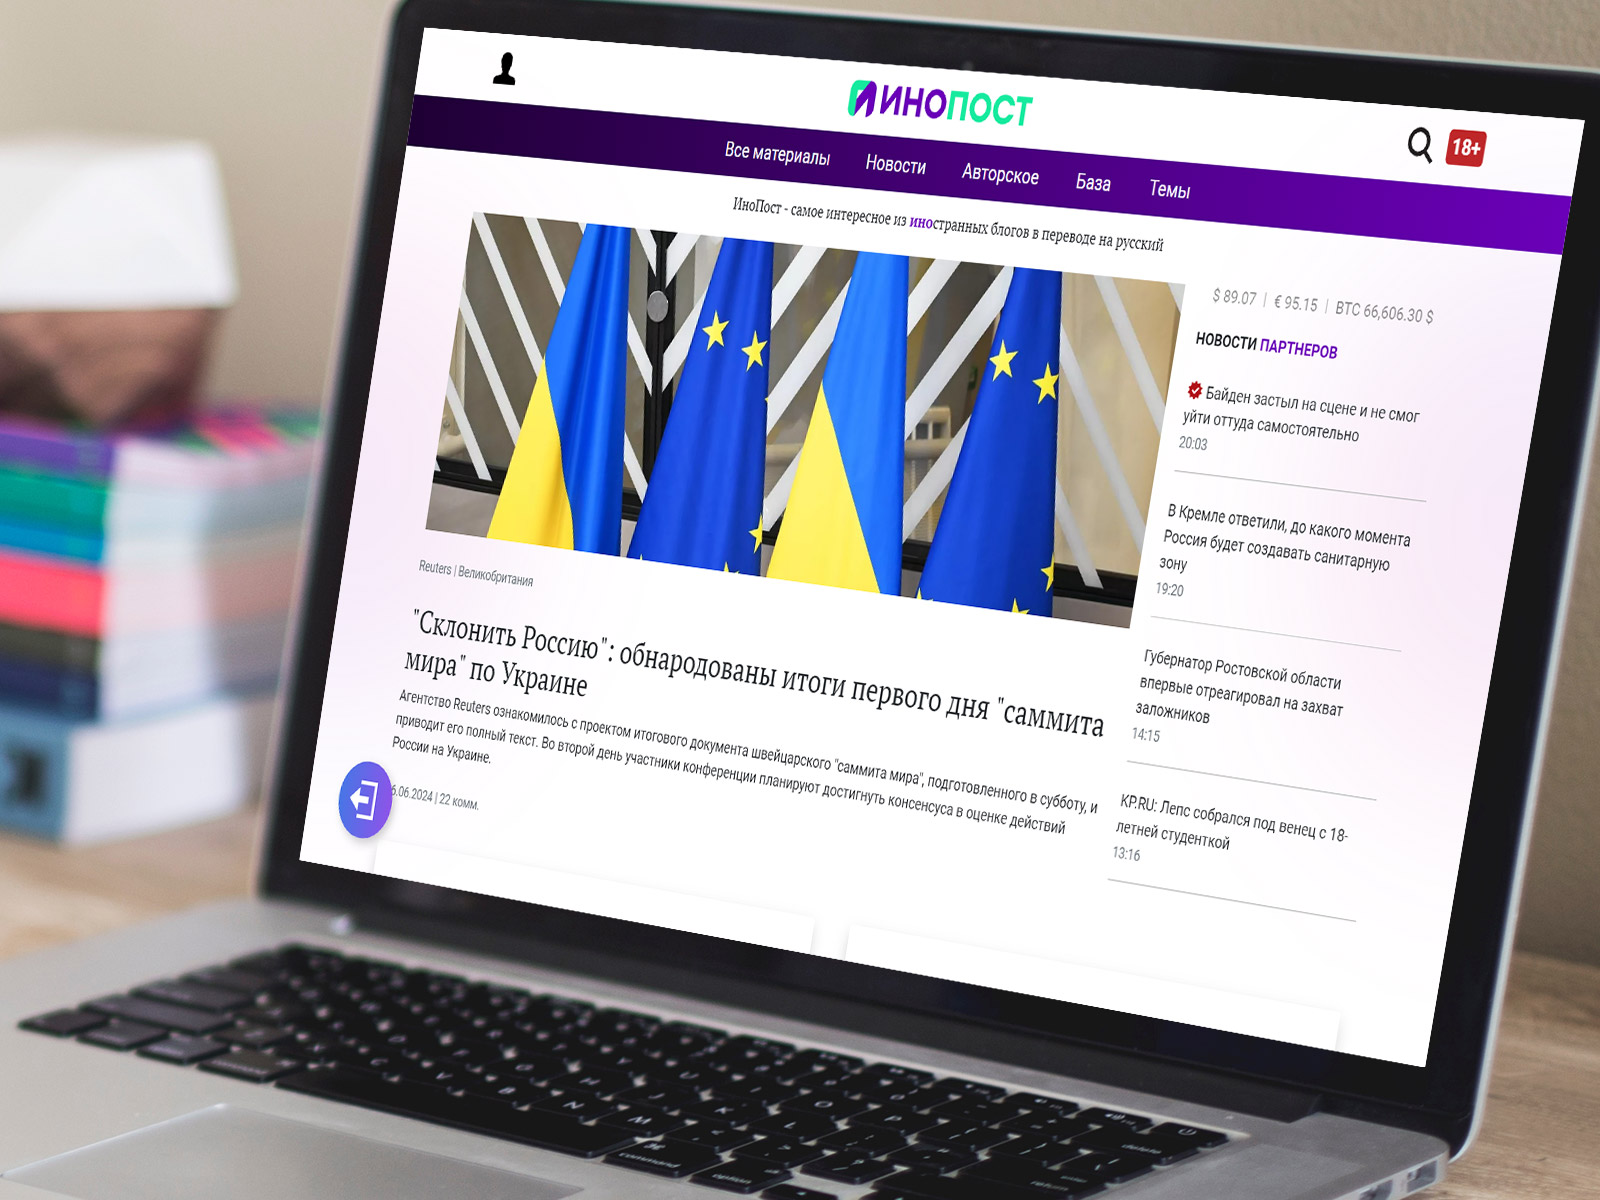 ИНОПОСТ
18+
Все материалы Новости Авторское База Темы
ИноПост - самое интересное из иностранных блогов в переводе на русский
$ 89.07 | € 95.15 | BTC 66,606.30 $
НОВОСТИ ПАРТНЕРОВ
Байден застыл на сцене и не смог
уйти оттуда самостоятельно
20:03
В Кремле ответили, до какого момента
Россия будет создавать санитарную
зону
19:20
Губернатор Ростовской области
впервые отреагировал на захват
заложников
14:15
KP.RU: Лепс собрался под венец с 18-
летней студенткой
13:16
Reuters | Великобритания
"Склонить Россию": обнародованы итоги первого дня "саммита
мира" по Украине
Агентство Reuters ознакомилось с проектом итогового документа швейцарского "саммита мира", подготовленного в субботу, и
приводит его полный текст. Во второй день участники конференции планируют достигнуть консенсуса в оценке действий
России на Украине.
6.06.2024 | 22 комм.
command
option
delete
return